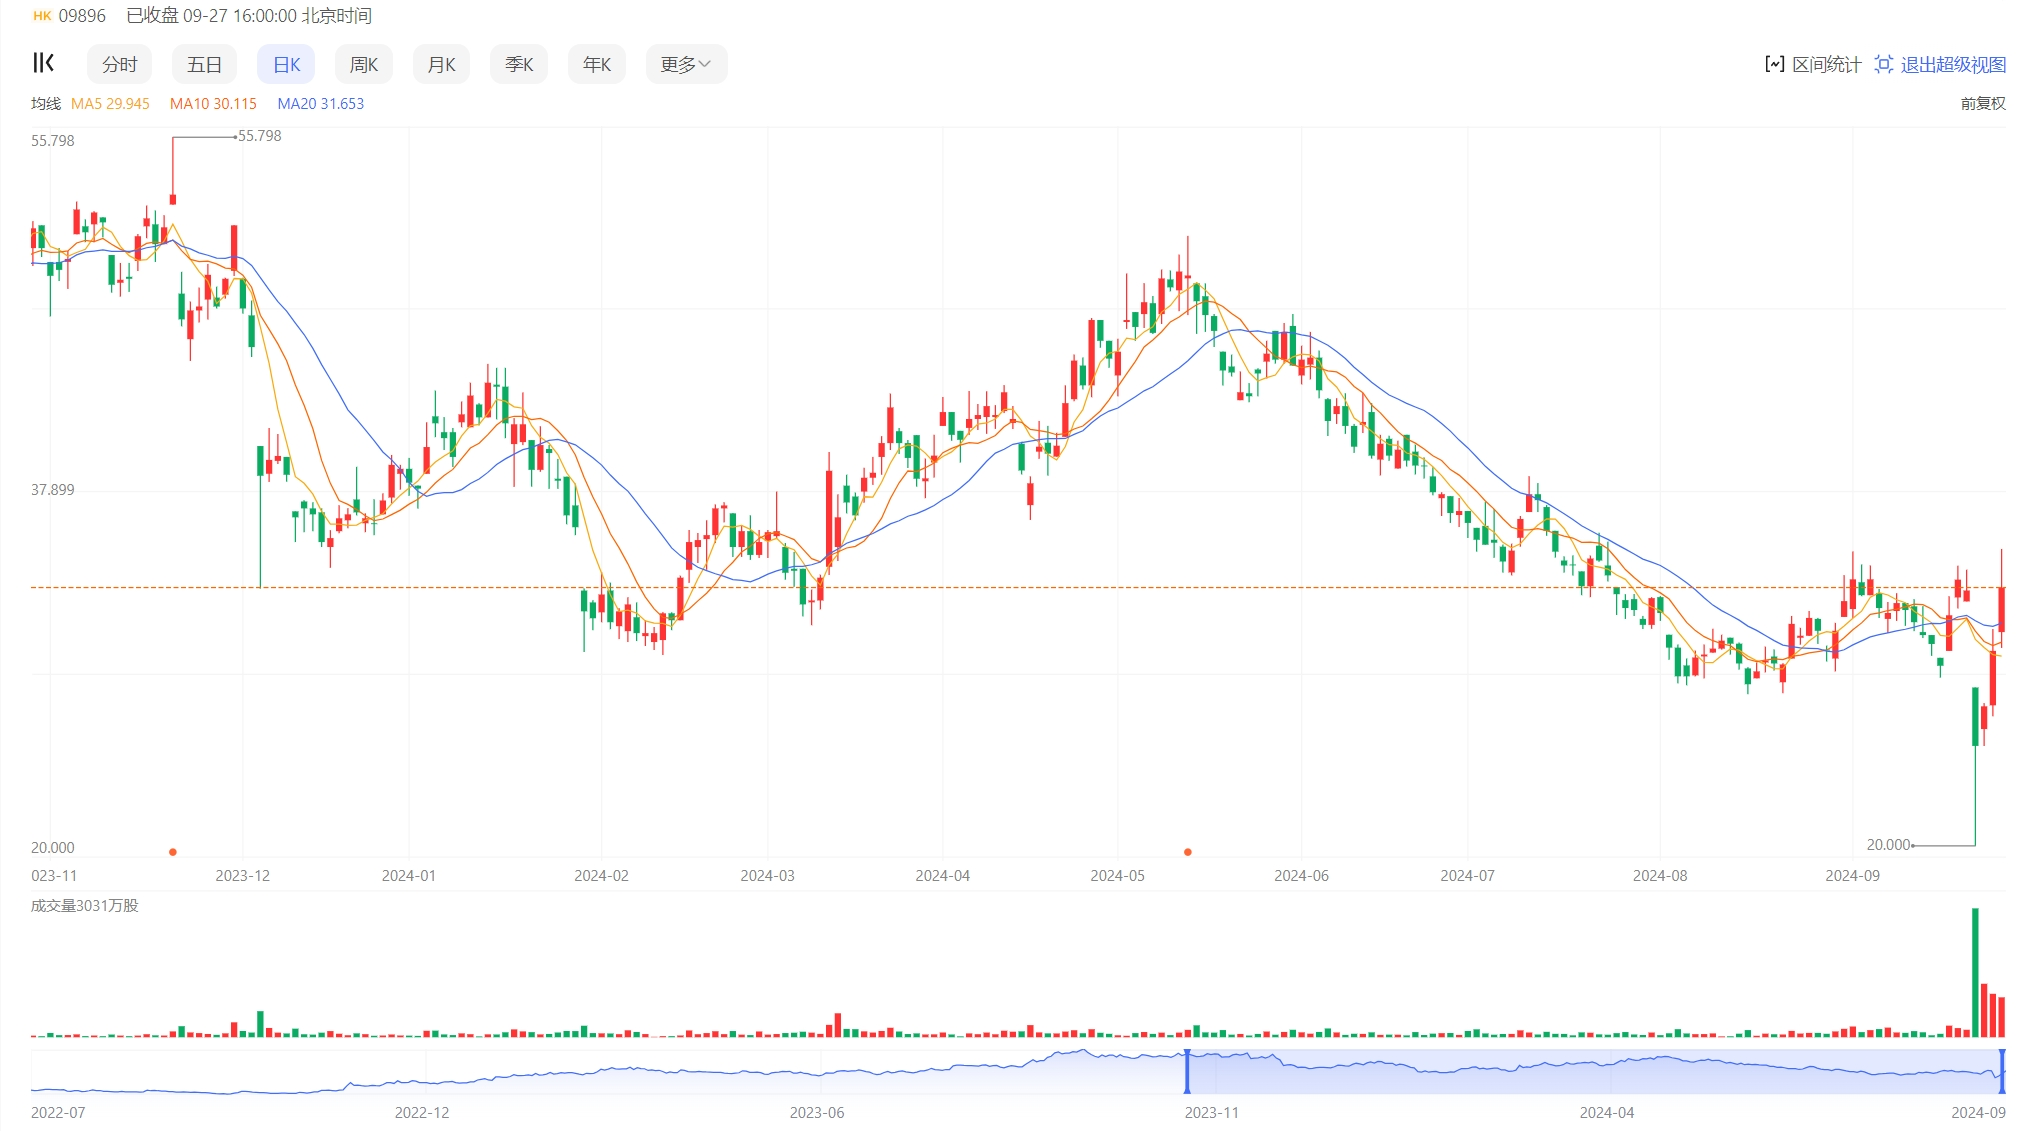 HK 09896 已收盘 09-27 16:00:00 北京时间
分时 五日 日K 周K 月K 季K 年K 更多 区间统计 退出超级视图
均线 MA5 29.945 MA10 30.115 MA20 31.653 前复权
55.798 55.798
37.899
20.000 20.000
023-11 2023-12 2024-01 2024-02 2024-03 2024-04 2024-05 2024-06 2024-07 2024-08 2024-09
成交量3031万股
2022-07 2022-12 2023-06 2023-11 2024-04 2024-09